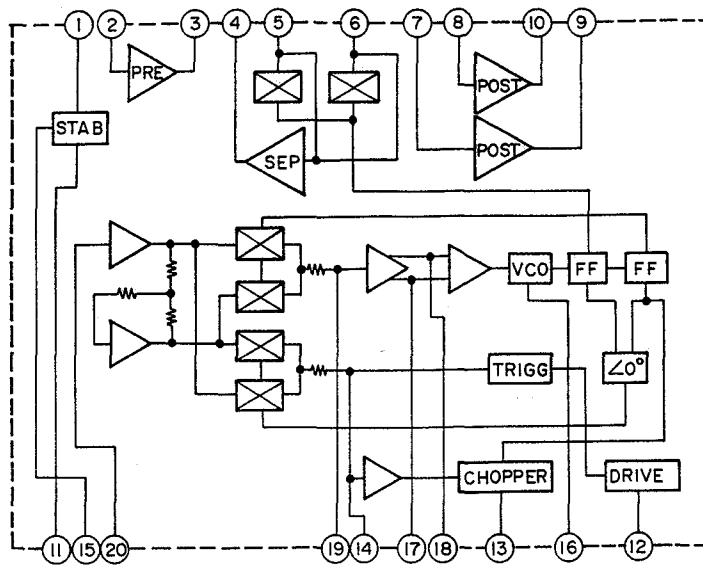 1 2 3 4 5 6 7 8 10 9
PRE
POST
STAB
SEP
POST
VCO FF FF
∠0°
TRIGG
CHOPPER DRIVE
11 15 20 19 14 17 18 13 16 12